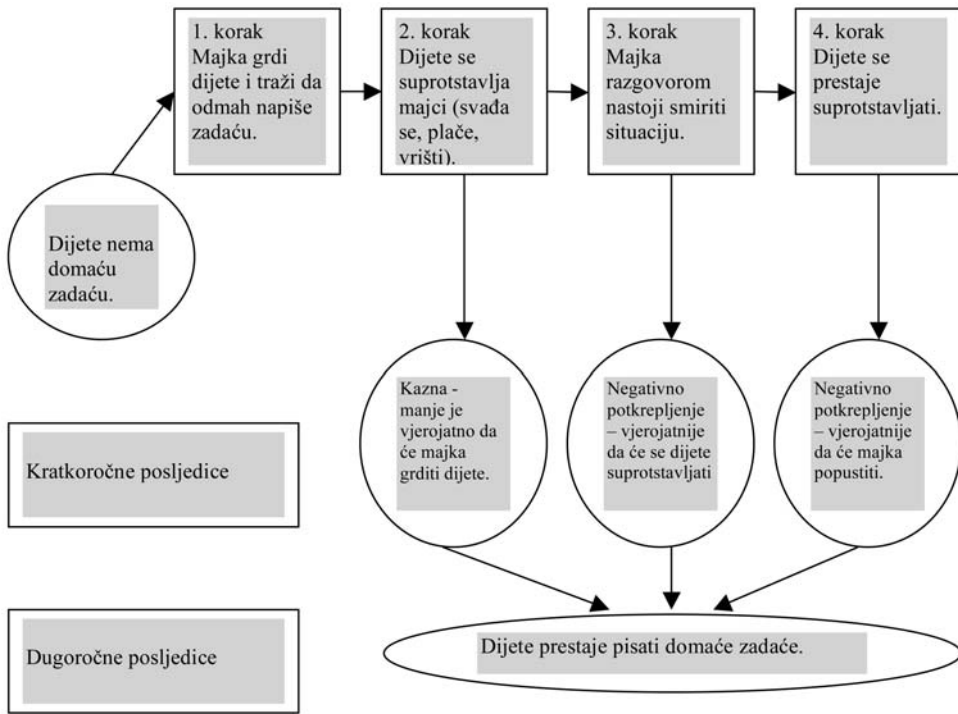 1. korak
Majka grdi
dijete i traži da
odmah napiše
zadaću.
2. korak
Dijete se
suprotstavlja
majci (svađa
se, plače,
vrišti).
3. korak
Majka
razgovorom
nastoji smiriti
situaciju.
4. korak
Dijete se
prestaje
suprotstavljati.
Dijete nema
domaću
zadaću.
Kazna -
manje je
vjerojatno da
će majka
grditi dijete.
Negativno
potkrepljenje
– vjerojatnije
da će se dijete
suprotstavljati
Negativno
potkrepljenje
– vjerojatnije
da će majka
popustiti.
Kratkoročne posljedice
Dugoročne posljedice
Dijete prestaje pisati domaće zadaće.